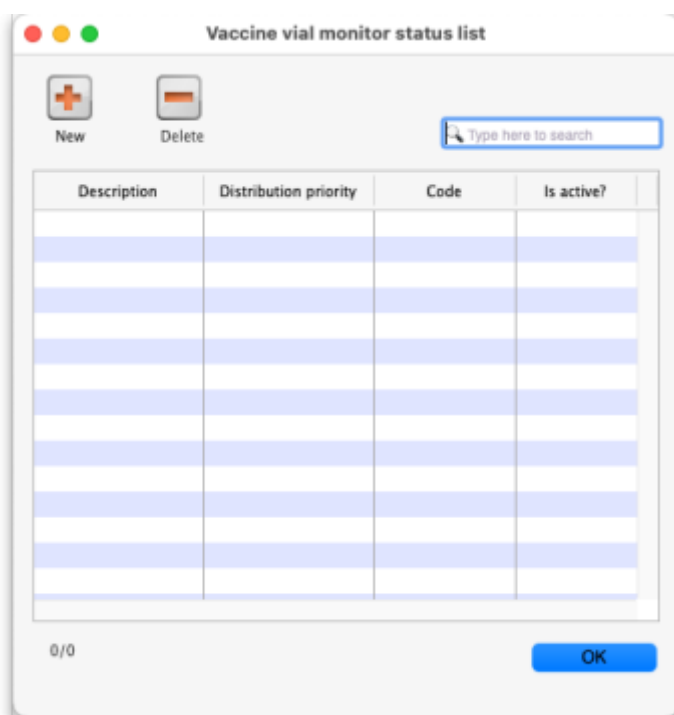 Vaccine vial monitor status list
New Delete
Type here to search
Description Distribution priority Code Is active?
0/0
OK